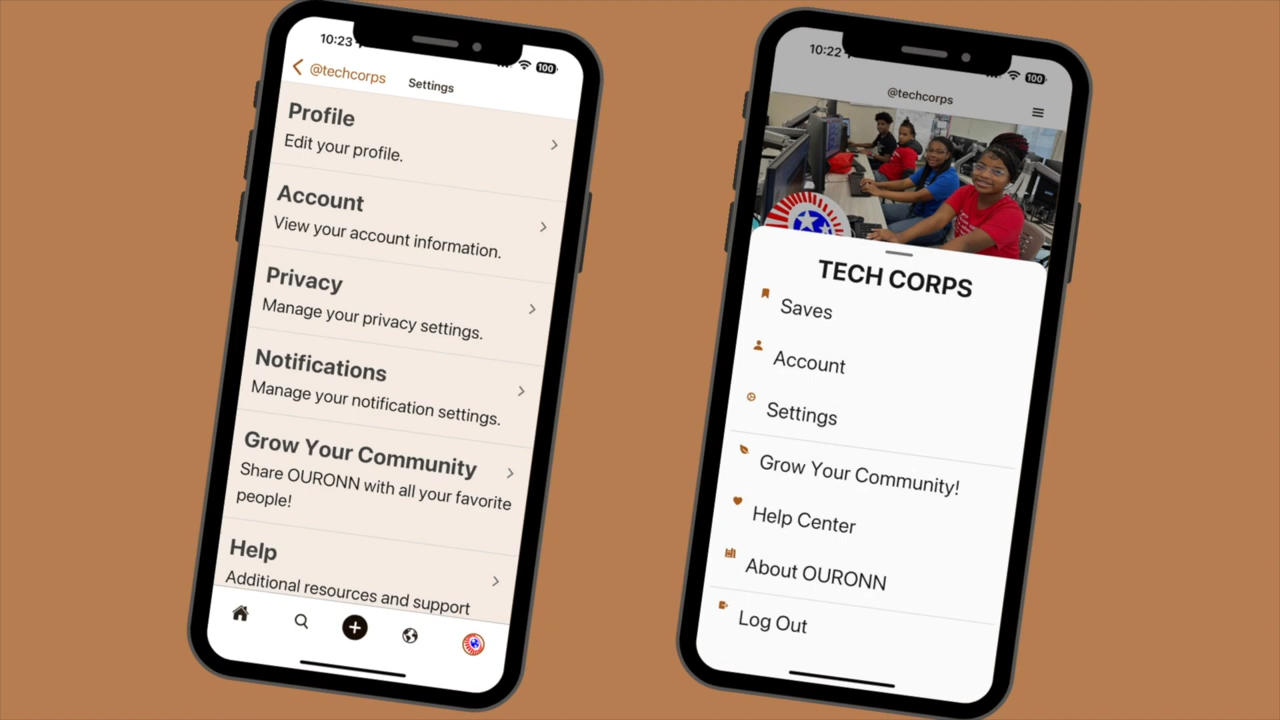 10:23
100
@techcorps
Settings
Profile
Edit your profile.
Account
View your account information.
Privacy
Manage your privacy settings.
Notifications
Manage your notification settings.
Grow Your Community
Share OURONN with all your favorite
people!
Help
Additional resources and support
10:22
100
@techcorps
TECH CORPS
Saves
Account
Settings
Grow Your Community!
Help Center
About OURONN
Log Out